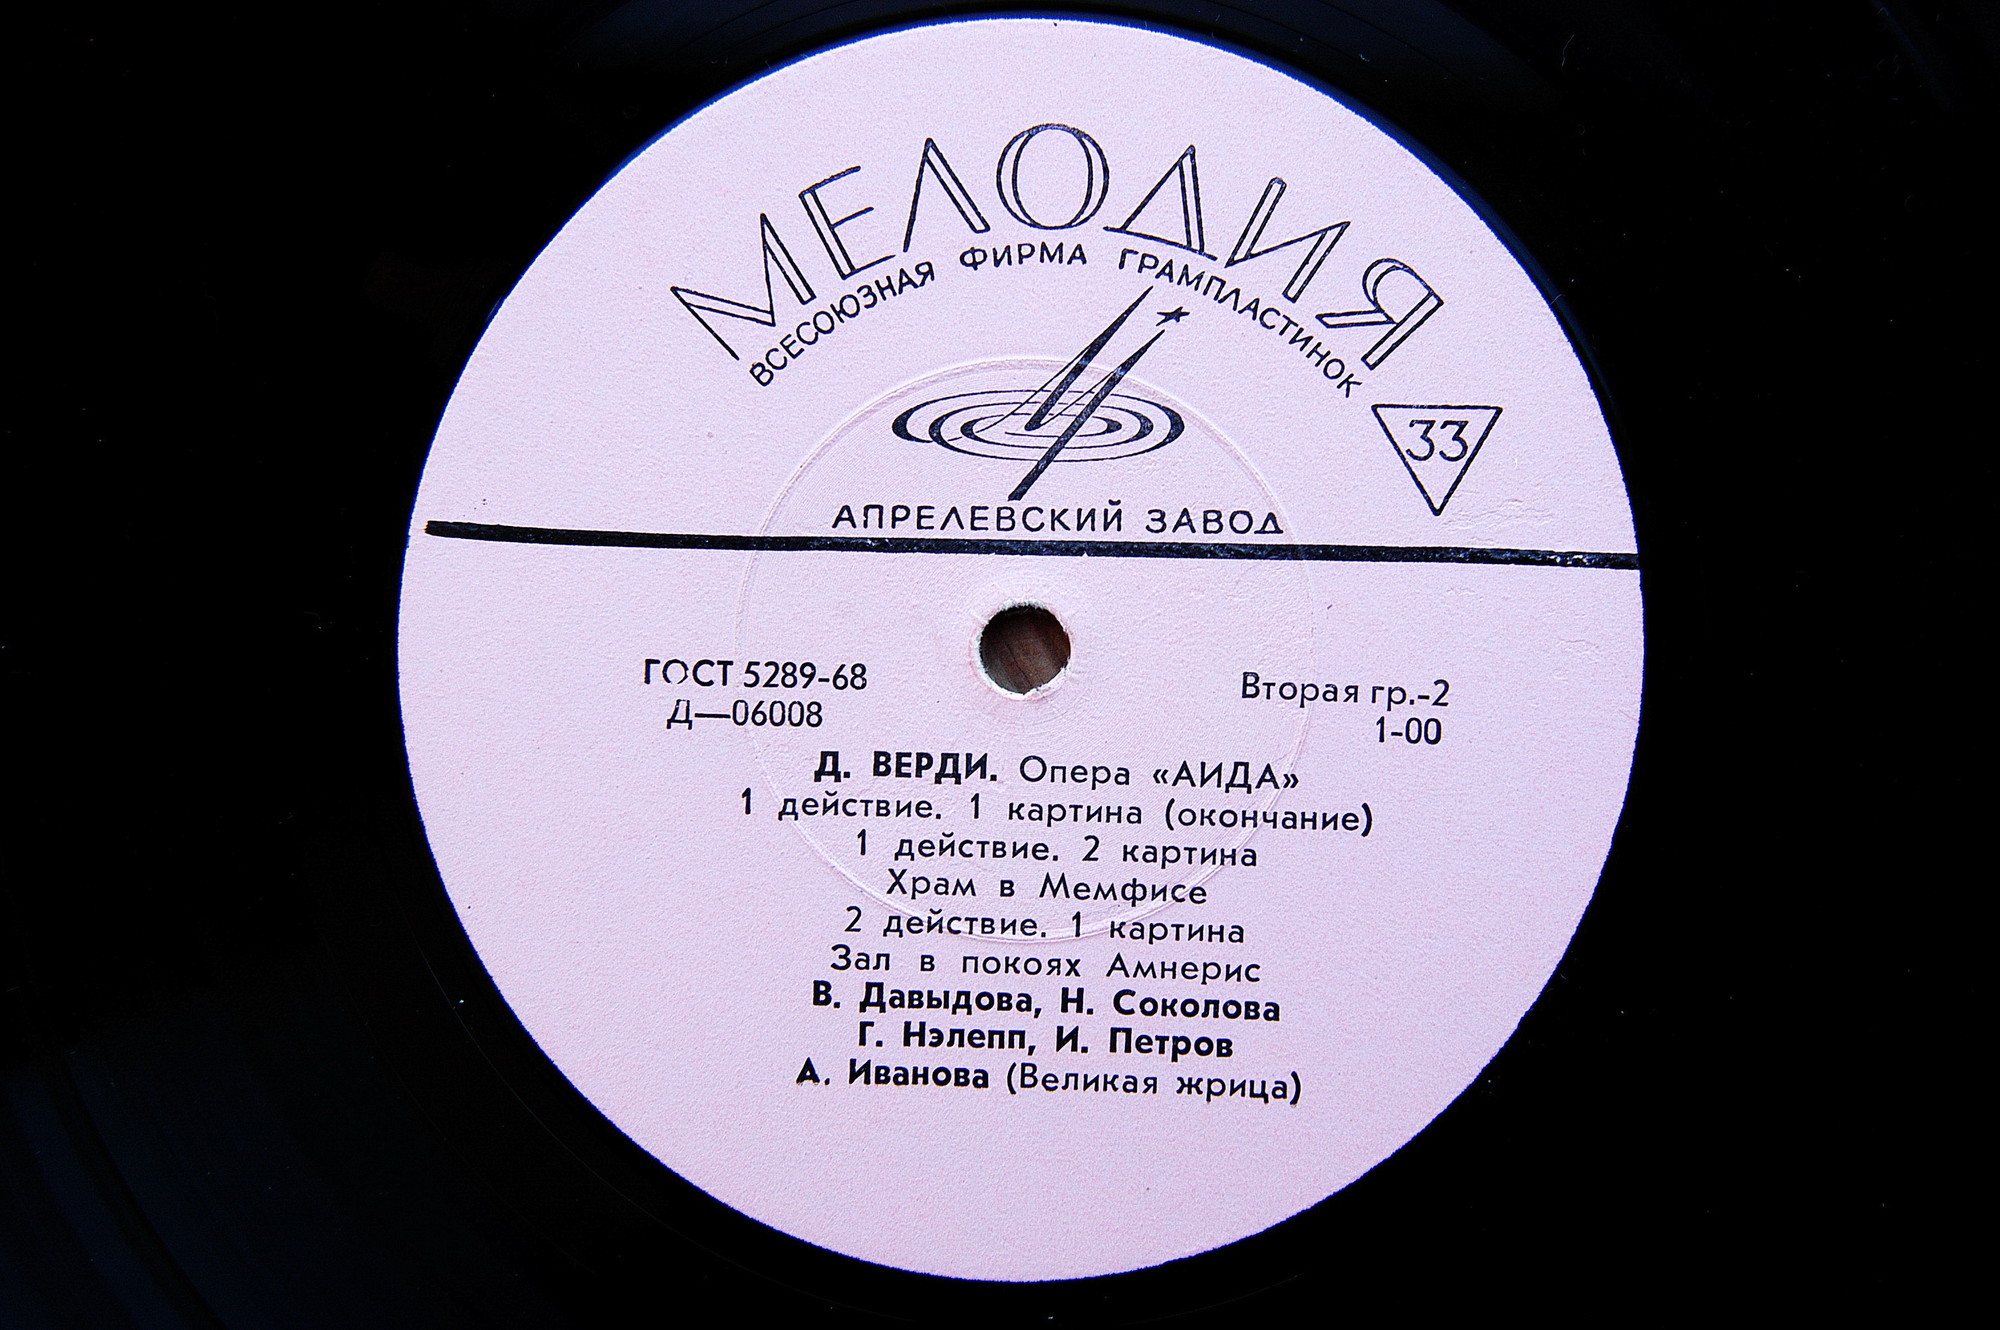 МЕЛОДИЯ
ВСЕСОЮЗНАЯ ФИРМА ГРАМПЛАСТИНОК
33
АПРЕЛЕВСКИЙ ЗАВОД
ГОСТ 5289-68
Д—06008
Вторая гр.-2
1-00
Д. ВЕРДИ. Опера «АИДА»
1 действие. 1 картина (окончание)
1 действие. 2 картина
Храм в Мемфисе
2 действие. 1 картина
Зал в покоях Амнерис
В. Давыдова, Н. Соколова
Г. Нэлепп, И. Петров
А. Иванова (Великая жрица)